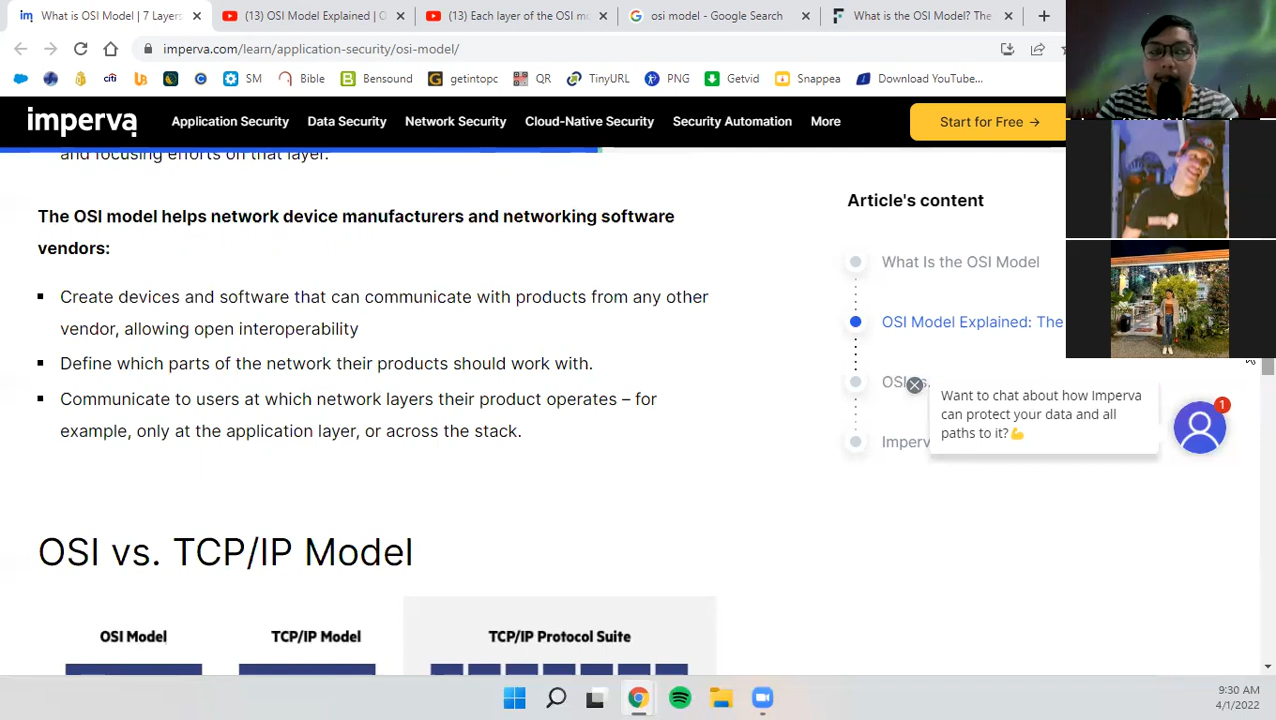 What is OSI Model | 7 Layers
(13) OSI Model Explained | O
(13) Each layer of the OSI m
osi model - Google Search
What is the OSI Model? The
imperva.com/learn/application-security/osi-model/
SM
Bible
Bensound
getintopc
QR
TinyURL
PNG
Getvid
Snappea
Download YouTube...
imperva
Application Security
Data Security
Network Security
Cloud-Native Security
Security Automation
More
Start for Free →
and focusing efforts on that layer.
The OSI model helps network device manufacturers and networking software
vendors:
Create devices and software that can communicate with products from any other
vendor, allowing open interoperability
Define which parts of the network their products should work with.
Communicate to users at which network layers their product operates – for
example, only at the application layer, or across the stack.
OSI vs. TCP/IP Model
OSI Model
TCP/IP Model
TCP/IP Protocol Suite
Article's content
What Is the OSI Model
OSI Model Explained: The
OSI vs.
Imperv
Want to chat about how Imperva
can protect your data and all
paths to it?💪
1
9:30 AM
4/1/2022